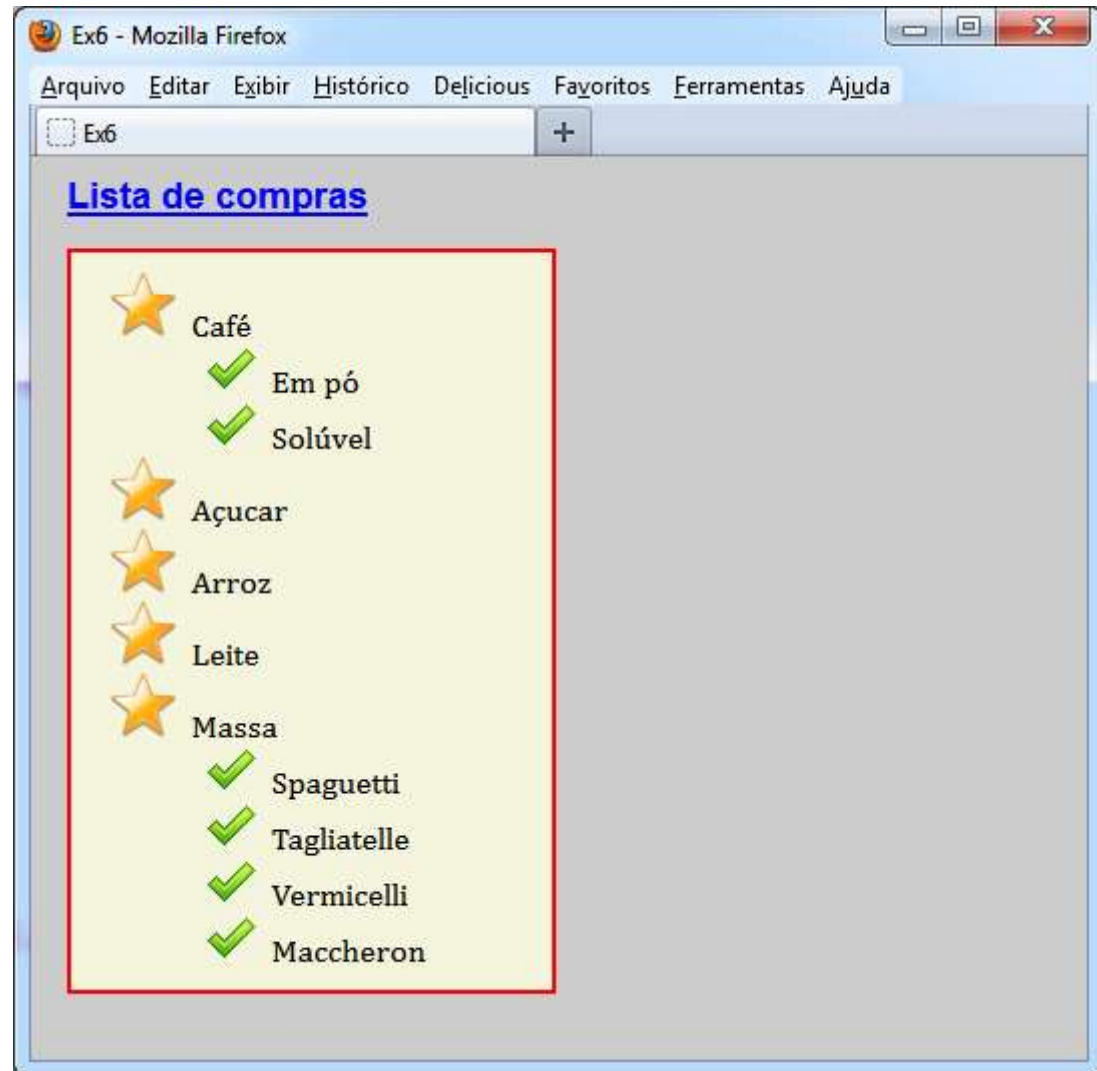 Ex6 - Mozilla Firefox
Arquivo Editar Exibir Histórico Delicious Favoritos Ferramentas Ajuda
Ex6
Lista de compras
Café
Em pó
Solúvel
Açucar
Arroz
Leite
Massa
Spaguetti
Tagliatelle
Vermicelli
Maccheron